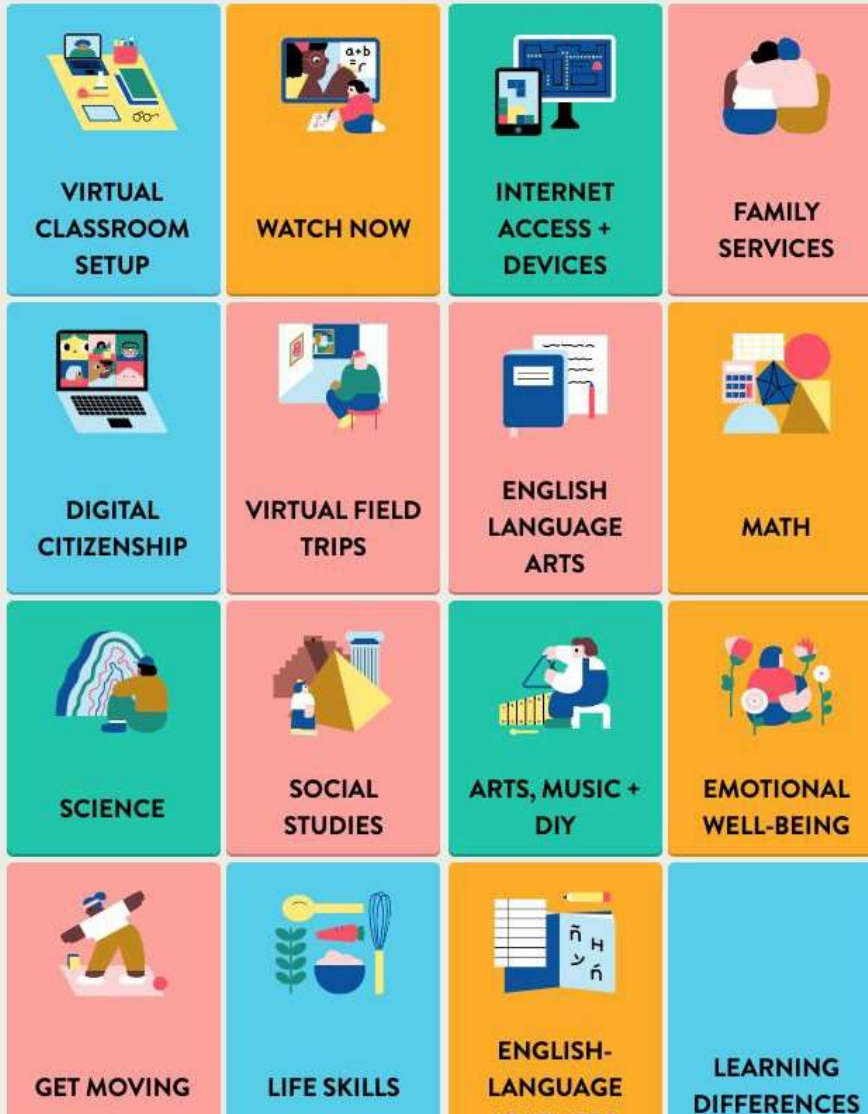 a+b
=r
VIRTUAL
CLASSROOM
SETUP
WATCH NOW
INTERNET
ACCESS +
DEVICES
FAMILY
SERVICES
DIGITAL
CITIZENSHIP
VIRTUAL FIELD
TRIPS
ENGLISH
LANGUAGE
ARTS
MATH
SCIENCE
SOCIAL
STUDIES
ARTS, MUSIC +
DIY
EMOTIONAL
WELL-BEING
GET MOVING
LIFE SKILLS
ñ H
ン ń
ENGLISH-
LANGUAGE
LEARNING
DIFFERENCES